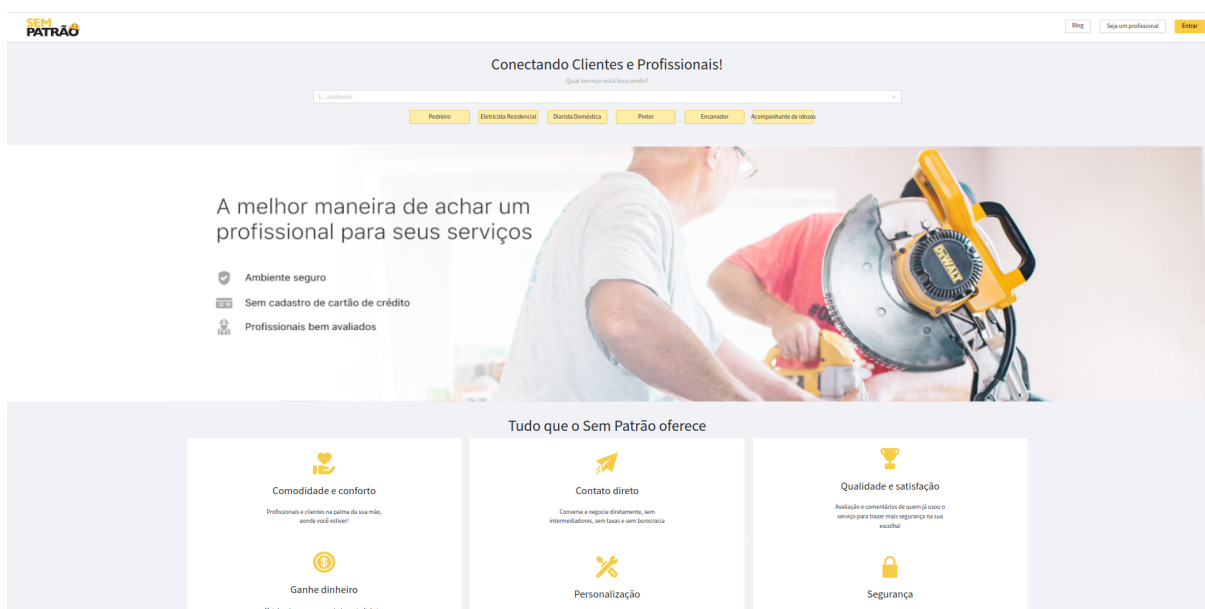 SEM
PATRÃO
Blog
Seja um profissional
Entrar
Conectando Clientes e Profissionais!
Qual serviço está buscando?
E.: Jardineiro
Pedreiro
Eletricista Residencial
Diarista Doméstica
Pintor
Encanador
Acompanhante de idosos
A melhor maneira de achar um
profissional para seus serviços
Ambiente seguro
Sem cadastro de cartão de crédito
Profissionais bem avaliados
DEWALT
Tudo que o Sem Patrão oferece
Comodidade e conforto
Profissionais e clientes na palma da sua mão,
aonde você estiver!
Contato direto
Converse e negocie diretamente, sem
intermediadores, sem taxas e sem burocracia
Qualidade e satisfação
Avaliação e comentários de quem já usou o
serviço para trazer mais segurança na sua
escolha!
Ganhe dinheiro
Personalização
Segurança